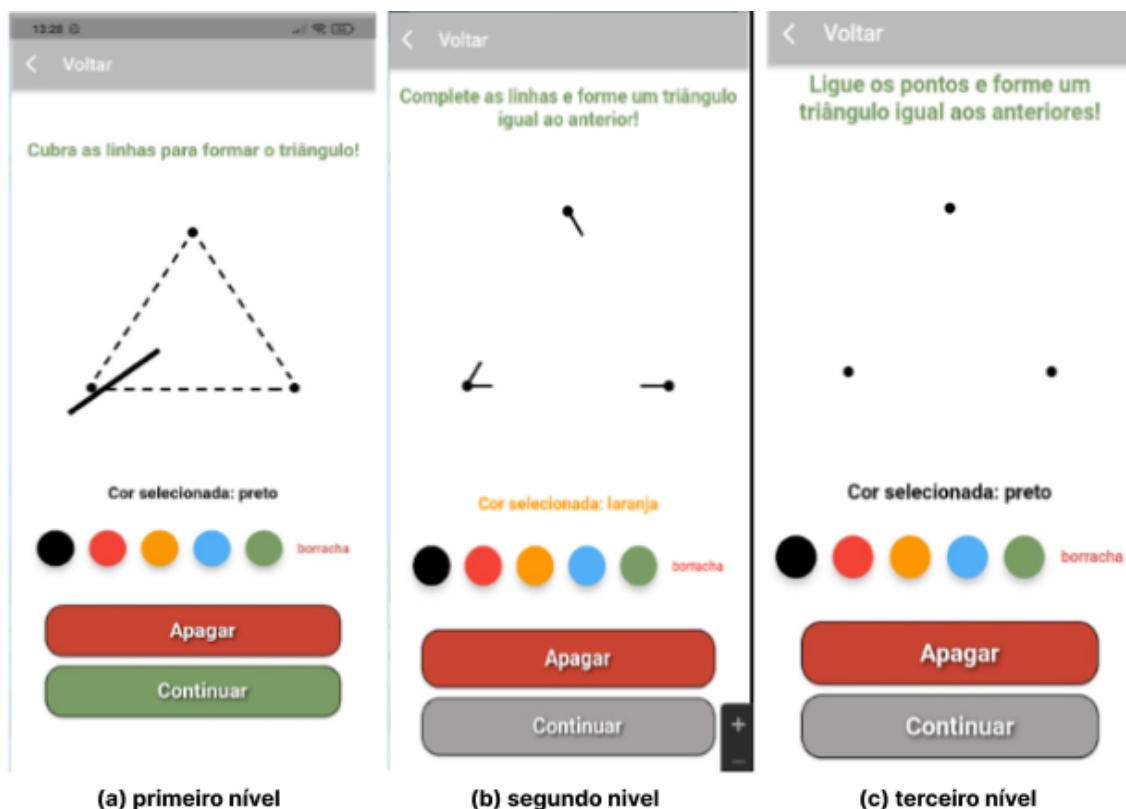 13:28
Voltar
Cubra as linhas para formar o triângulo!
Cor selecionada: preto
borracha
Apagar
Continuar
(a) primeiro nível
Voltar
Complete as linhas e forme um triângulo
igual ao anterior!
Cor selecionada: laranja
borracha
Apagar
Continuar
+
(b) segundo nivel
Voltar
Ligue os pontos e forme um
triângulo igual aos anteriores!
Cor selecionada: preto
borracha
Apagar
Continuar
(c) terceiro nível